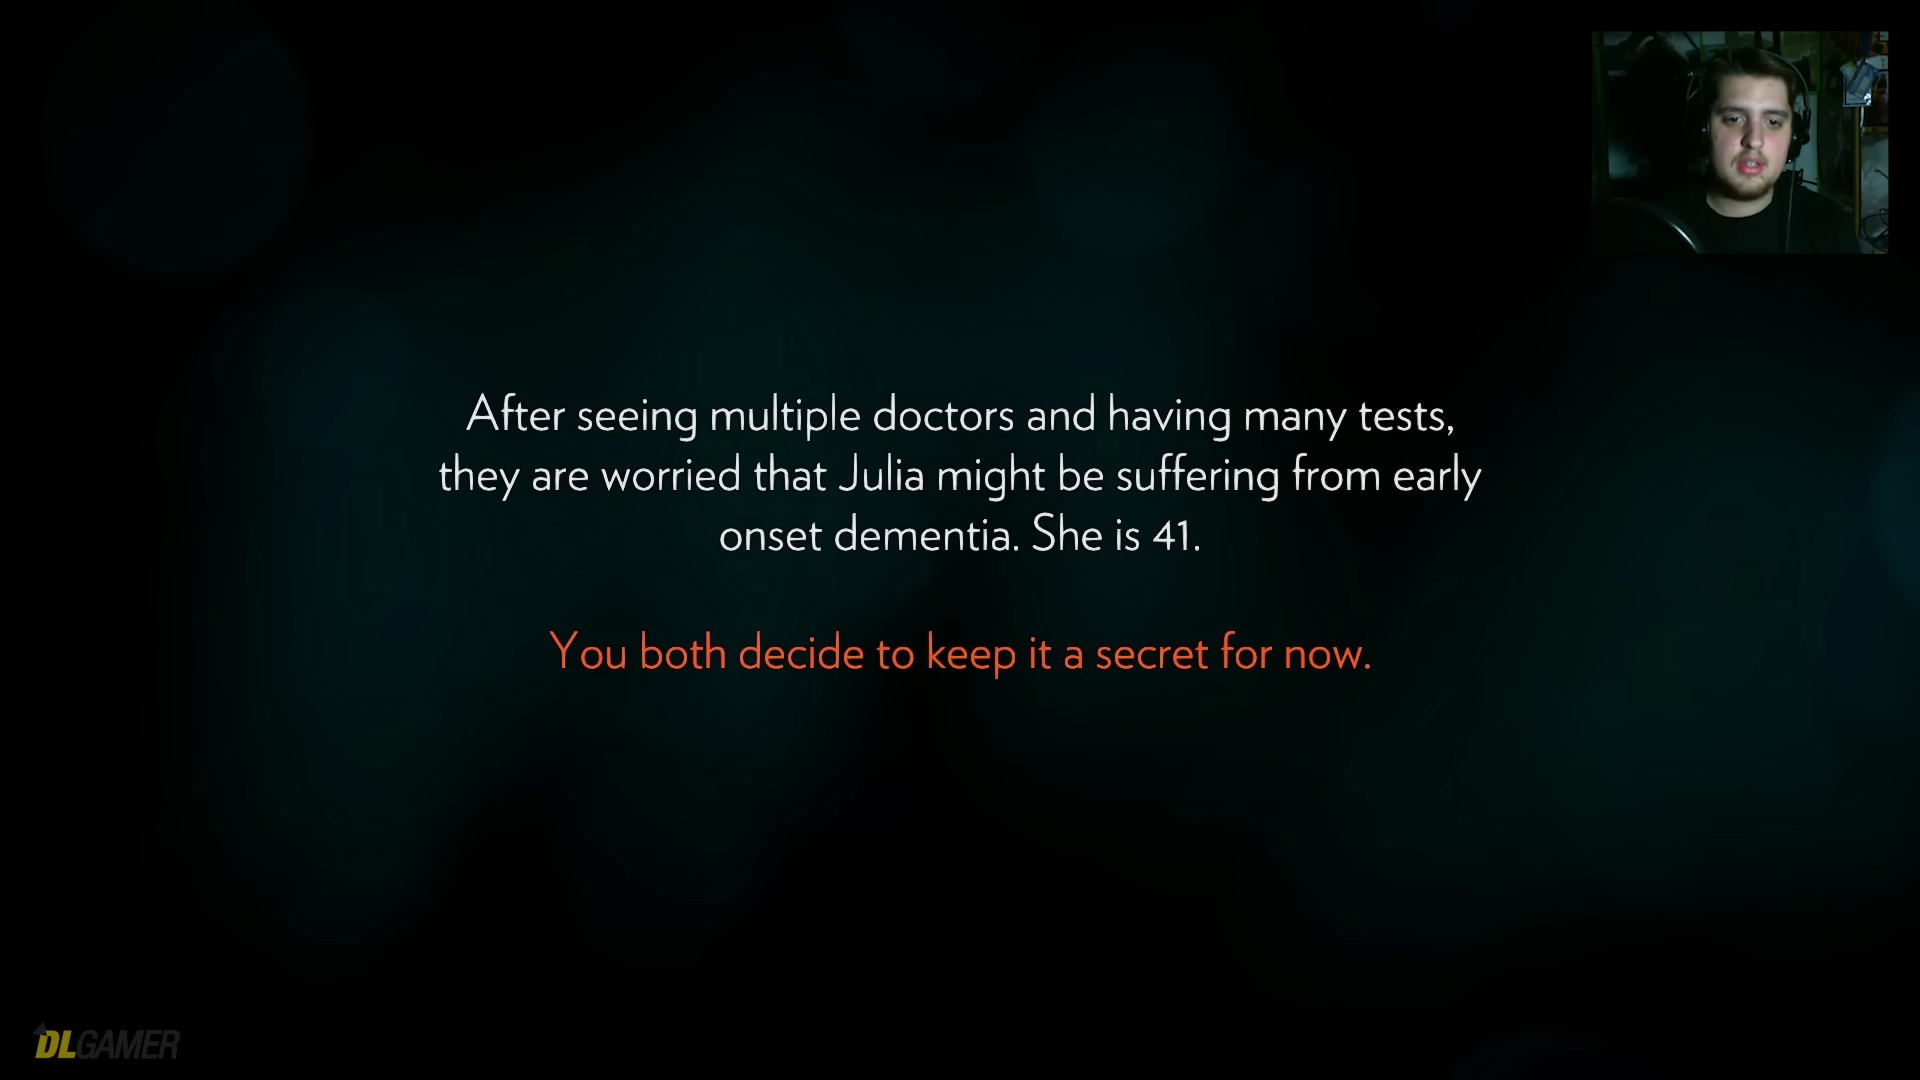 After seeing multiple doctors and having many tests,
they are worried that Julia might be suffering from early
onset dementia. She is 41.
You both decide to keep it a secret for now.
DLGAMER